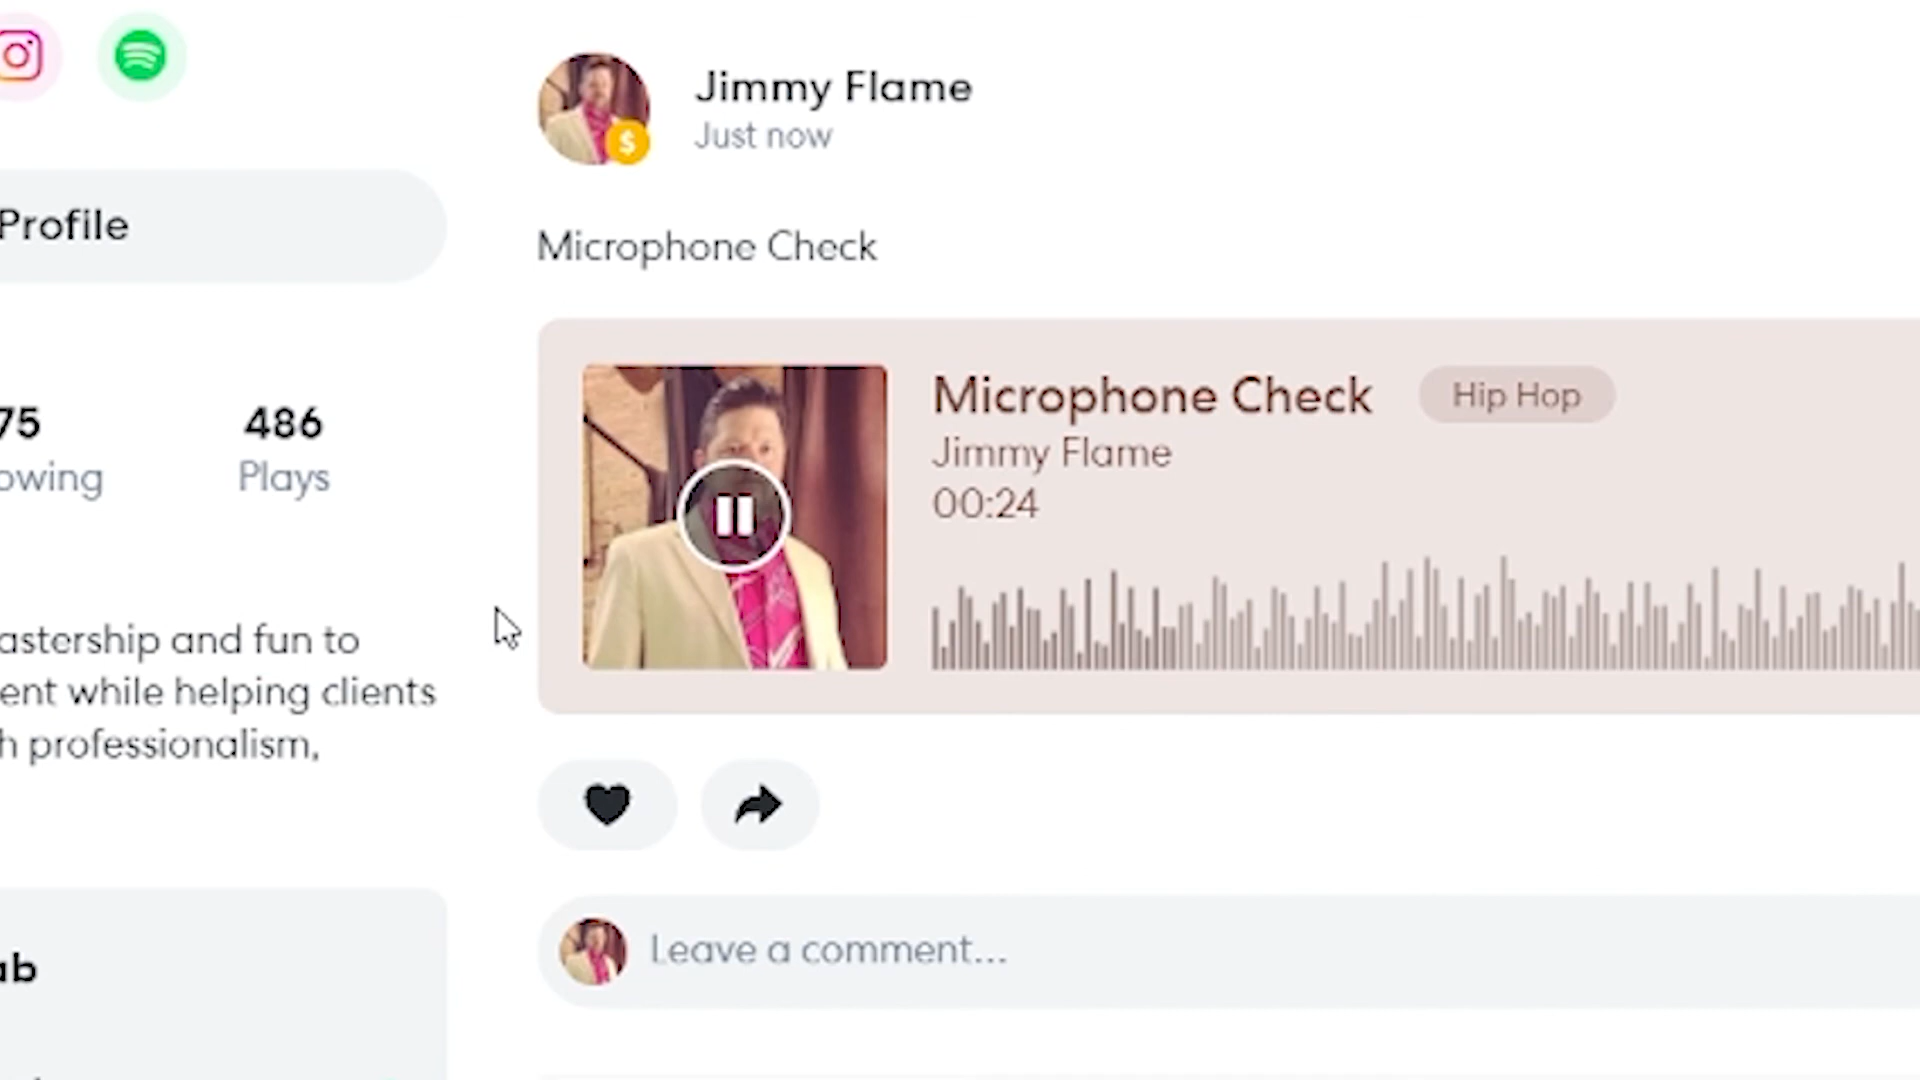 Profile
75
owing
486
Plays
astership and fun to
ent while helping clients
h professionalism,
ab
Jimmy Flame
Just now
Microphone Check
Microphone Check
Hip Hop
Jimmy Flame
00:24
Leave a comment...